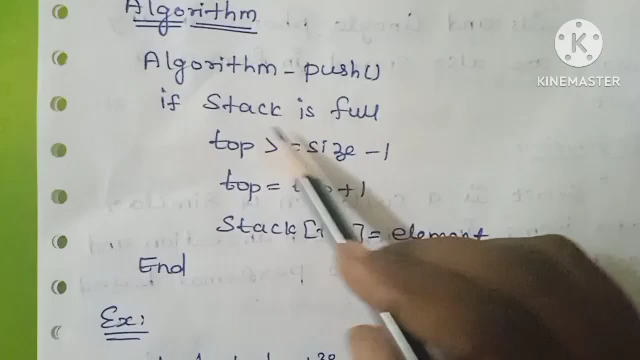 Algorithm
Algorithm - push()
if Stack is full
top >= size - 1
top = +1
Stack[ ] = element
End
Ex:
KINEMASTER